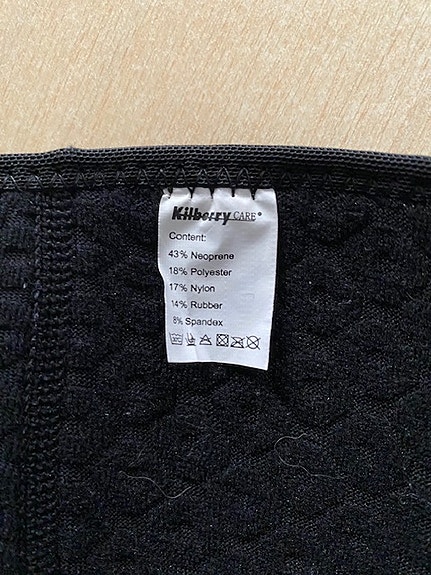 Kilberry CARE®
Content:
43% Neoprene
18% Polyester
17% Nylon
14% Rubber
8% Spandex